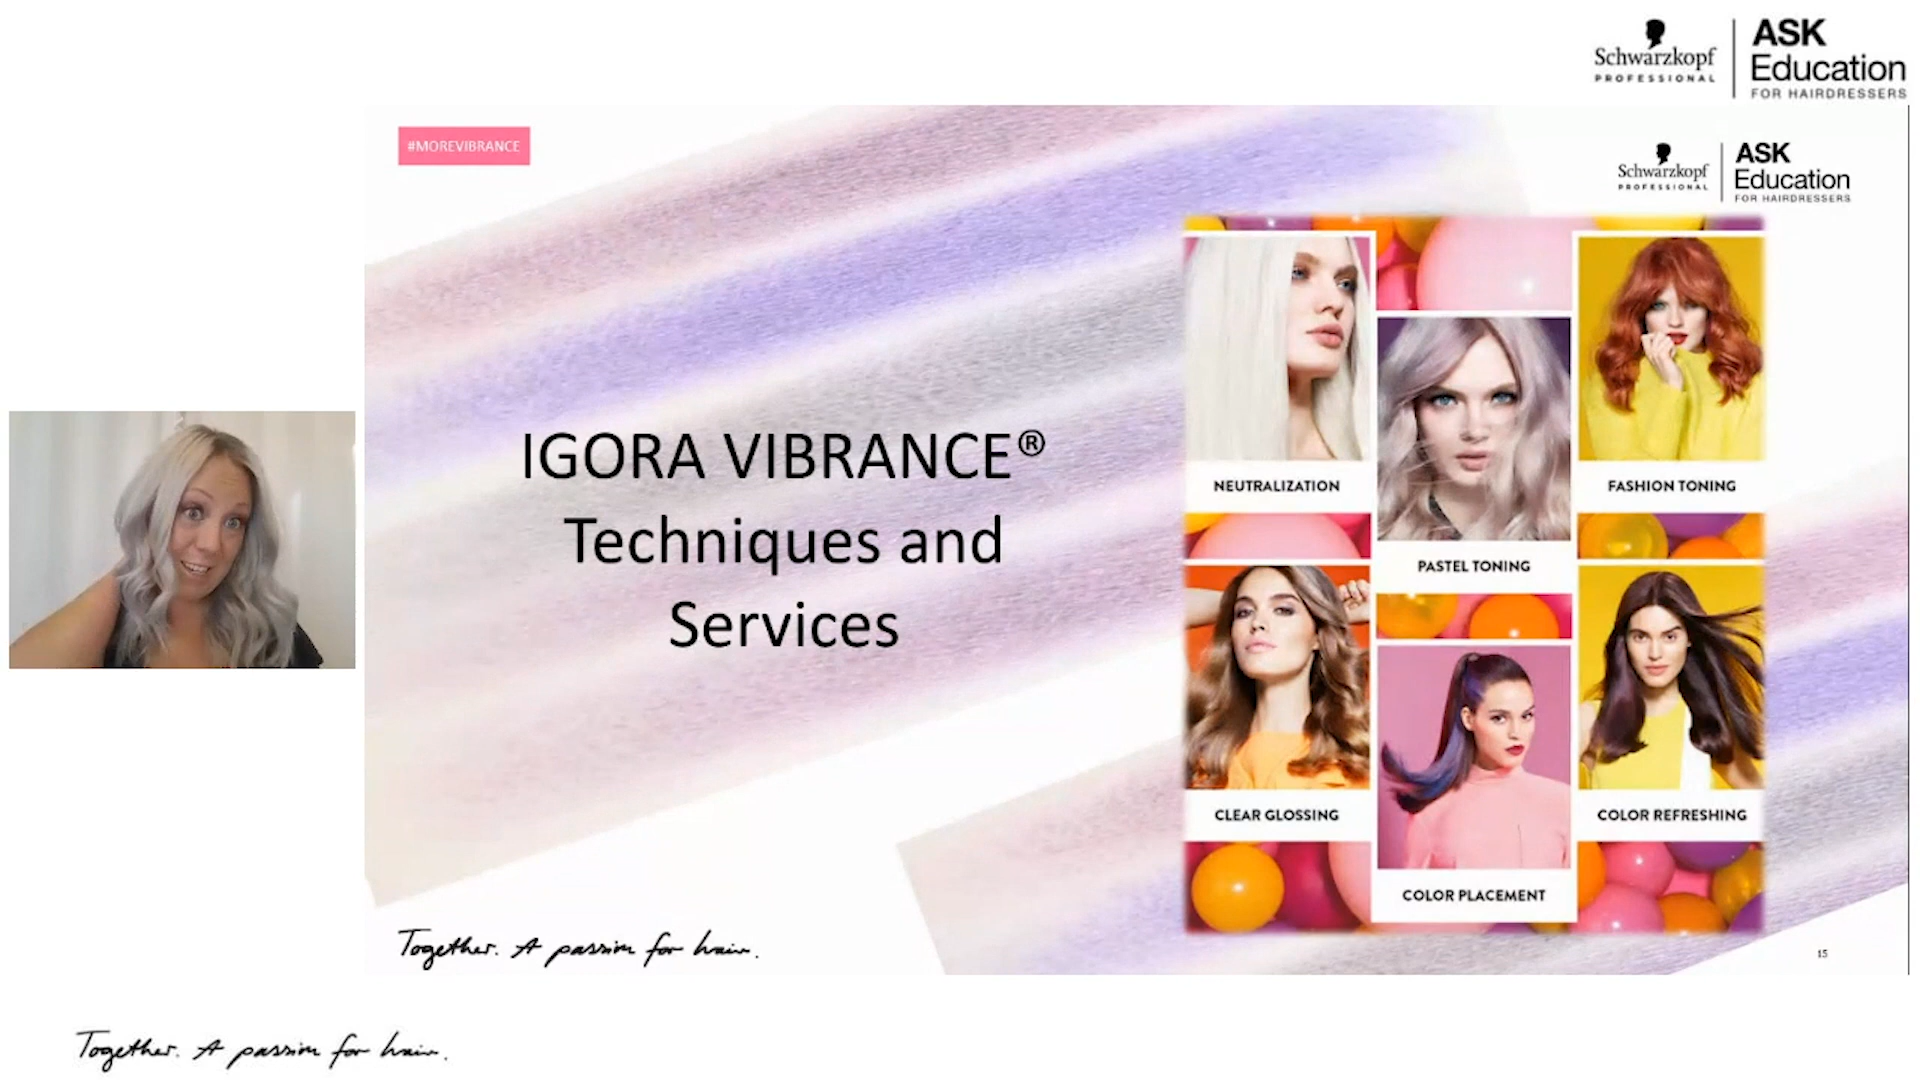 Schwarzkopf
PROFESSIONAL
ASK
Education
FOR HAIRDRESSERS
#MOREVIBRANCE
Schwarzkopf
PROFESSIONAL
ASK
Education
FOR HAIRDRESSERS
IGORA VIBRANCE®
Techniques and
Services
NEUTRALIZATION
FASHION TONING
PASTEL TONING
CLEAR GLOSSING
COLOR REFRESHING
COLOR PLACEMENT
Together. A passion for hair.
15
Together. A passion for hair.